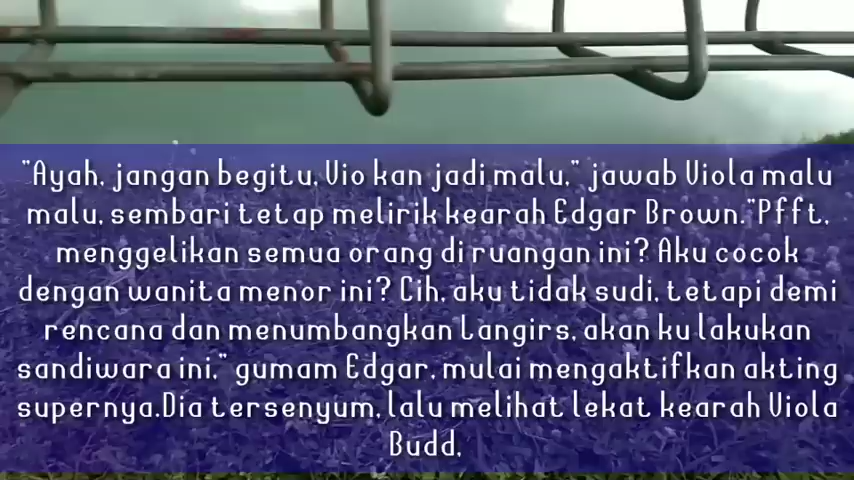 "Ayah, jangan begitu, Vio kan jadi malu," jawab Viola malu
malu, sembari tetap melirik kearah Edgar Brown."Pfft,
menggelikan semua orang di ruangan ini? Aku cocok
dengan wanita menor ini? Cih, aku tidak sudi, tetapi demi
rencana dan menumbangkan Langirs, akan ku lakukan
sandiwara ini," gumam Edgar, mulai mengaktifkan akting
supernya.Dia tersenyum, lalu melihat lekat kearah Viola
Budd,